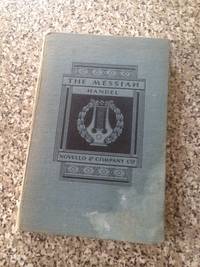 THE MESSIAH
HANDEL
NOVELLO & COMPANY LTD